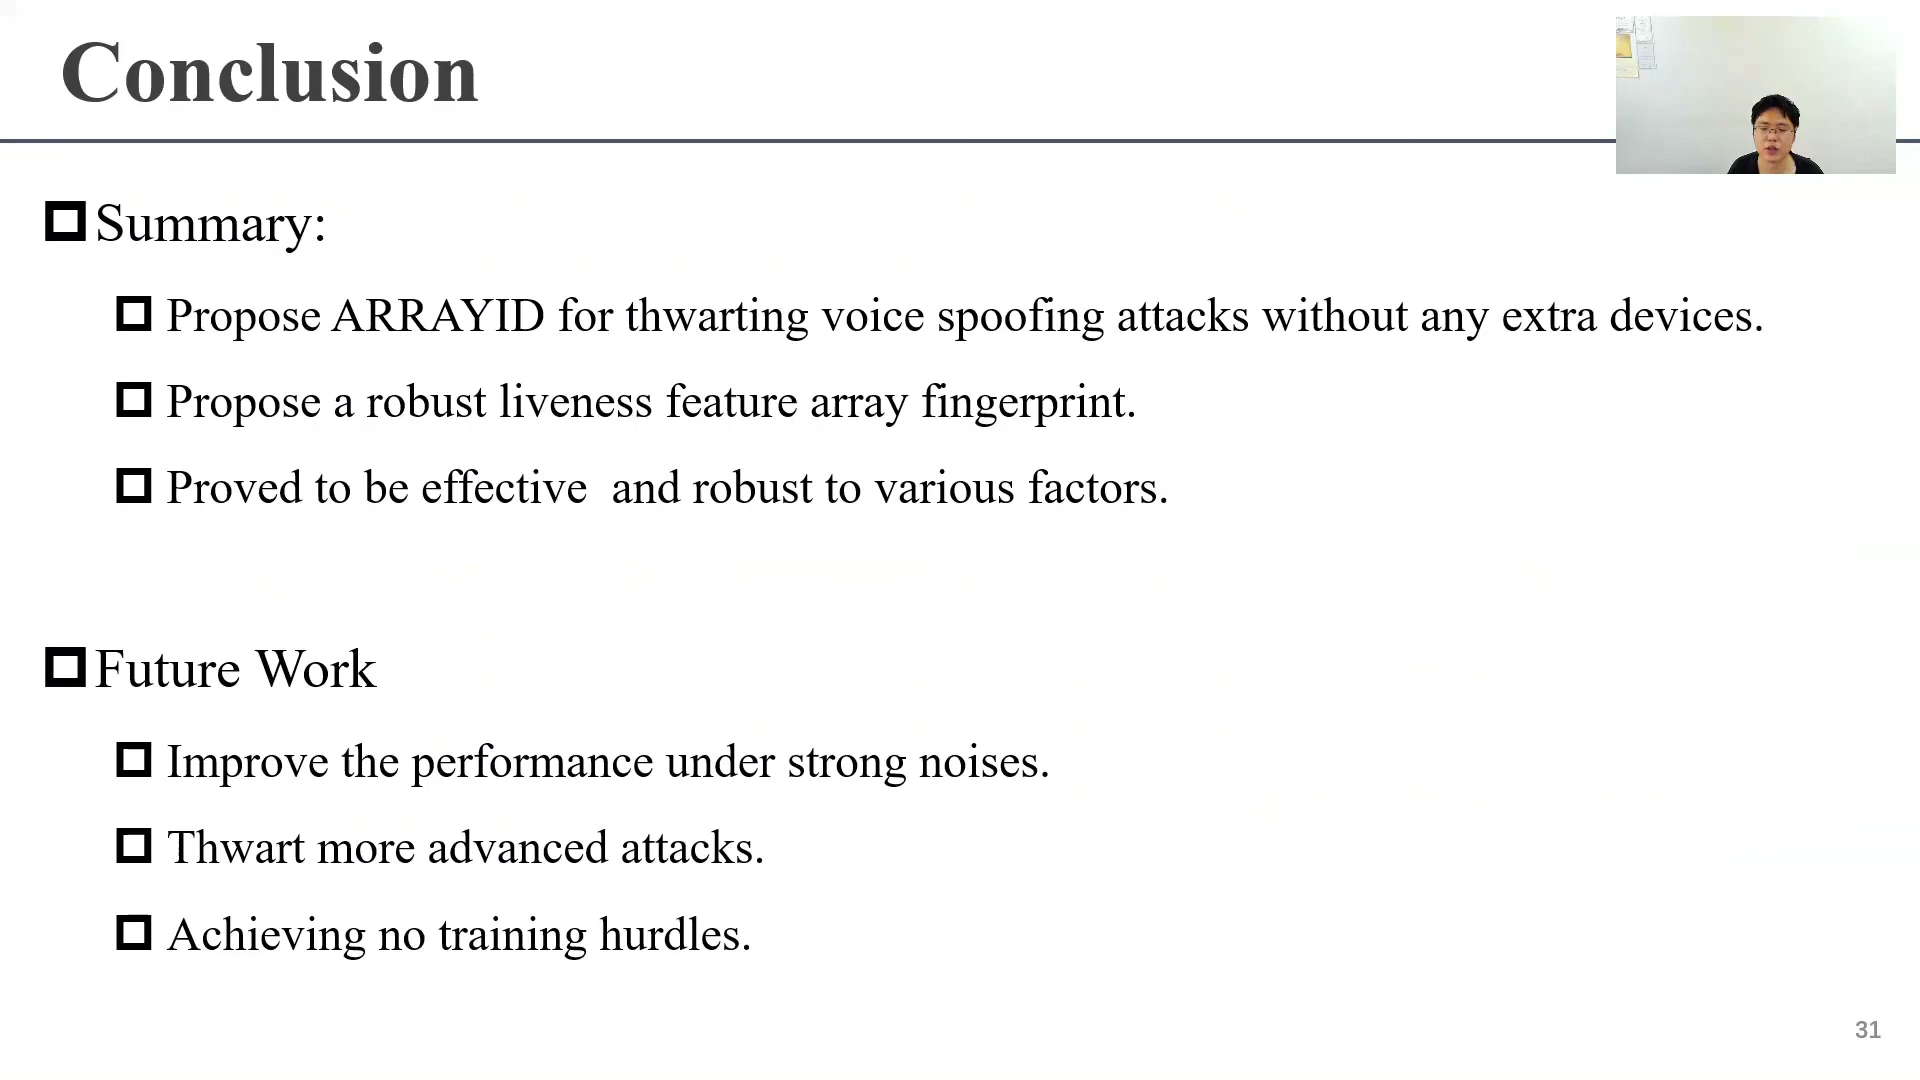 Conclusion
Summary:
Propose ARRAYID for thwarting voice spoofing attacks without any extra devices.
Propose a robust liveness feature array fingerprint.
Proved to be effective  and robust to various factors.
Future Work
Improve the performance under strong noises.
Thwart more advanced attacks.
Achieving no training hurdles.
31